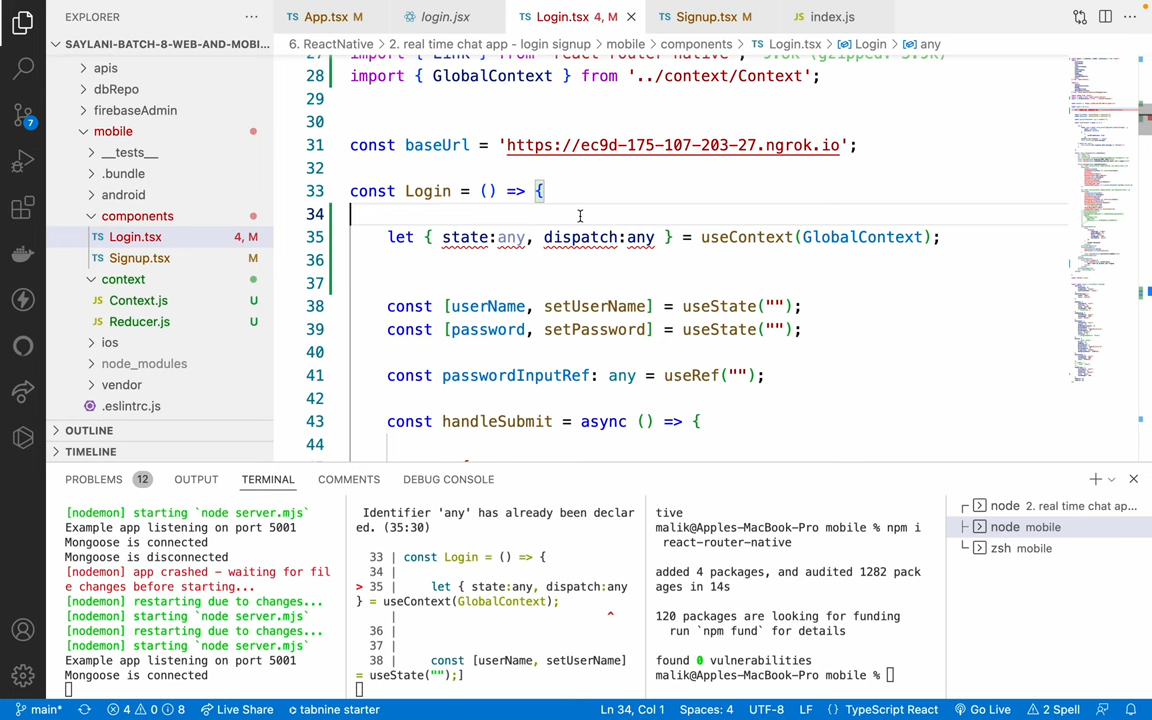 EXPLORER
SAYLANI-BATCH-8-WEB-AND-MOBI...
apis
dbRepo
firebaseAdmin
mobile
__tests__
.bundle
android
components
Login.tsx 4, M
Signup.tsx M
context
Context.js U
Reducer.js U
ios
node_modules
vendor
.eslintrc.js
OUTLINE
TIMELINE
7
TS App.tsx M
login.jsx
TS Login.tsx 4, M
TS Signup.tsx M
JS index.js
6. ReactNative > 2. real time chat app - login signup > mobile > components > TS Login.tsx > Login > any
28 import { GlobalContext } from '../context/Context';
29
30
31 const baseUrl = 'https://ec9d-175-107-203-27.ngrok.io';
32
33 const Login = () => {
34
35 let { state:any, dispatch:any } = useContext(GlobalContext);
36
37
38 const [userName, setUserName] = useState("");
39 const [password, setPassword] = useState("");
40
41 const passwordInputRef: any = useRef("");
42
43 const handleSubmit = async () => {
44
PROBLEMS 12 OUTPUT TERMINAL COMMENTS DEBUG CONSOLE
[nodemon] starting `node server.mjs`
Example app listening on port 5001
Mongoose is connected
Mongoose is disconnected
[nodemon] app crashed - waiting for fil
e changes before starting...
[nodemon] restarting due to changes...
[nodemon] starting `node server.mjs`
[nodemon] restarting due to changes...
[nodemon] starting `node server.mjs`
Example app listening on port 5001
Mongoose is connected
Identifier 'any' has already been declar
ed. (35:30)
33 | const Login = () => {
34 |
> 35 | let { state:any, dispatch:any
} = useContext(GlobalContext);
| ^
36 |
37 |
38 | const [userName, setUserName]
= useState("");]
tive
malik@Apples-MacBook-Pro mobile % npm i
react-router-native
added 4 packages, and audited 1282 pack
ages in 14s
120 packages are looking for funding
run `npm fund` for details
found 0 vulnerabilities
malik@Apples-MacBook-Pro mobile %
node 2. real time chat ap...
node mobile
zsh mobile
main* 4 0 8 Live Share tabnine starter Ln 34, Col 1 Spaces: 4 UTF-8 LF {} TypeScript React Go Live 2 Spell